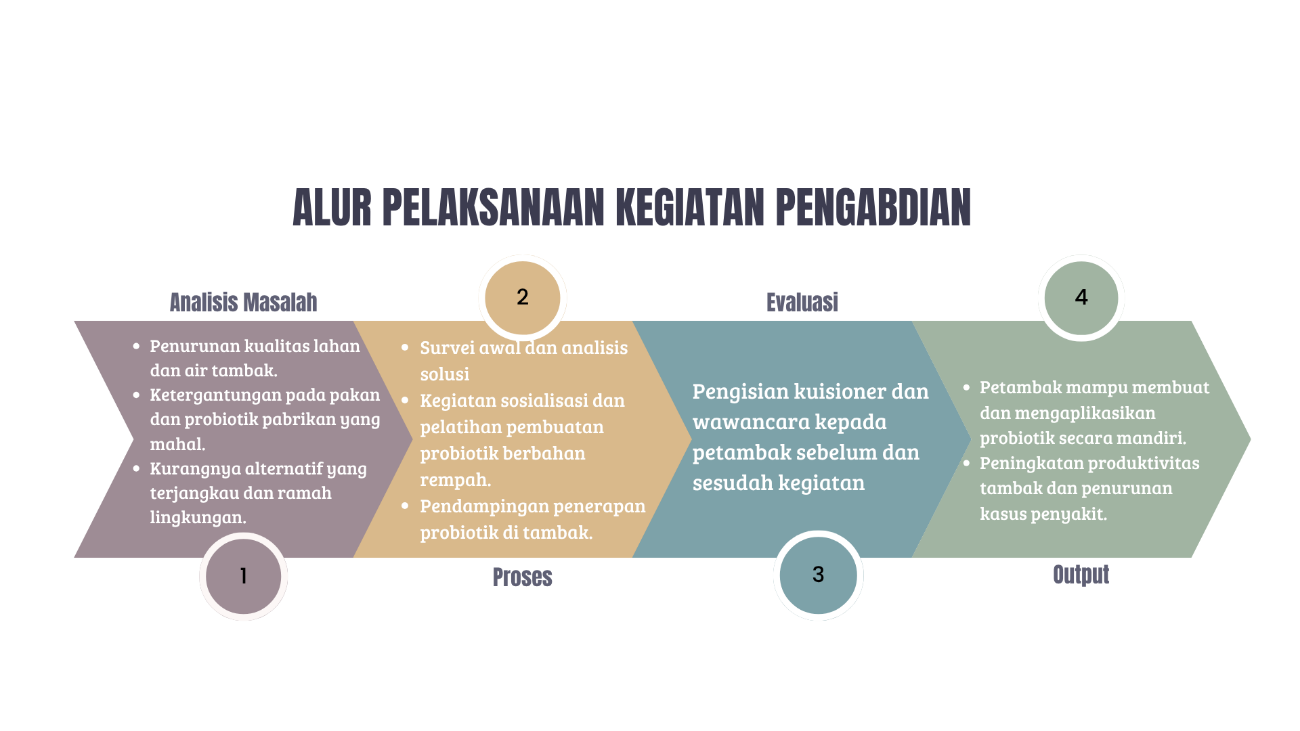 ALUR PELAKSANAAN KEGIATAN PENGABDIAN
Analisis Masalah
• Penurunan kualitas lahan
dan air tambak.
• Ketergantungan pada pakan
dan probiotik pabrikan yang
mahal.
• Kurangnya alternatif yang
terjangkau dan ramah
lingkungan.
1
2
• Survei awal dan analisis
solusi
• Kegiatan sosialisasi dan
pelatihan pembuatan
probiotik berbahan
rempah.
• Pendampingan penerapan
probiotik di tambak.
Proses
Evaluasi
Pengisian kuisioner dan
wawancara kepada
petambak sebelum dan
sesudah kegiatan
3
4
• Petambak mampu membuat
dan mengaplikasikan
probiotik secara mandiri.
• Peningkatan produktivitas
tambak dan penurunan
kasus penyakit.
Output